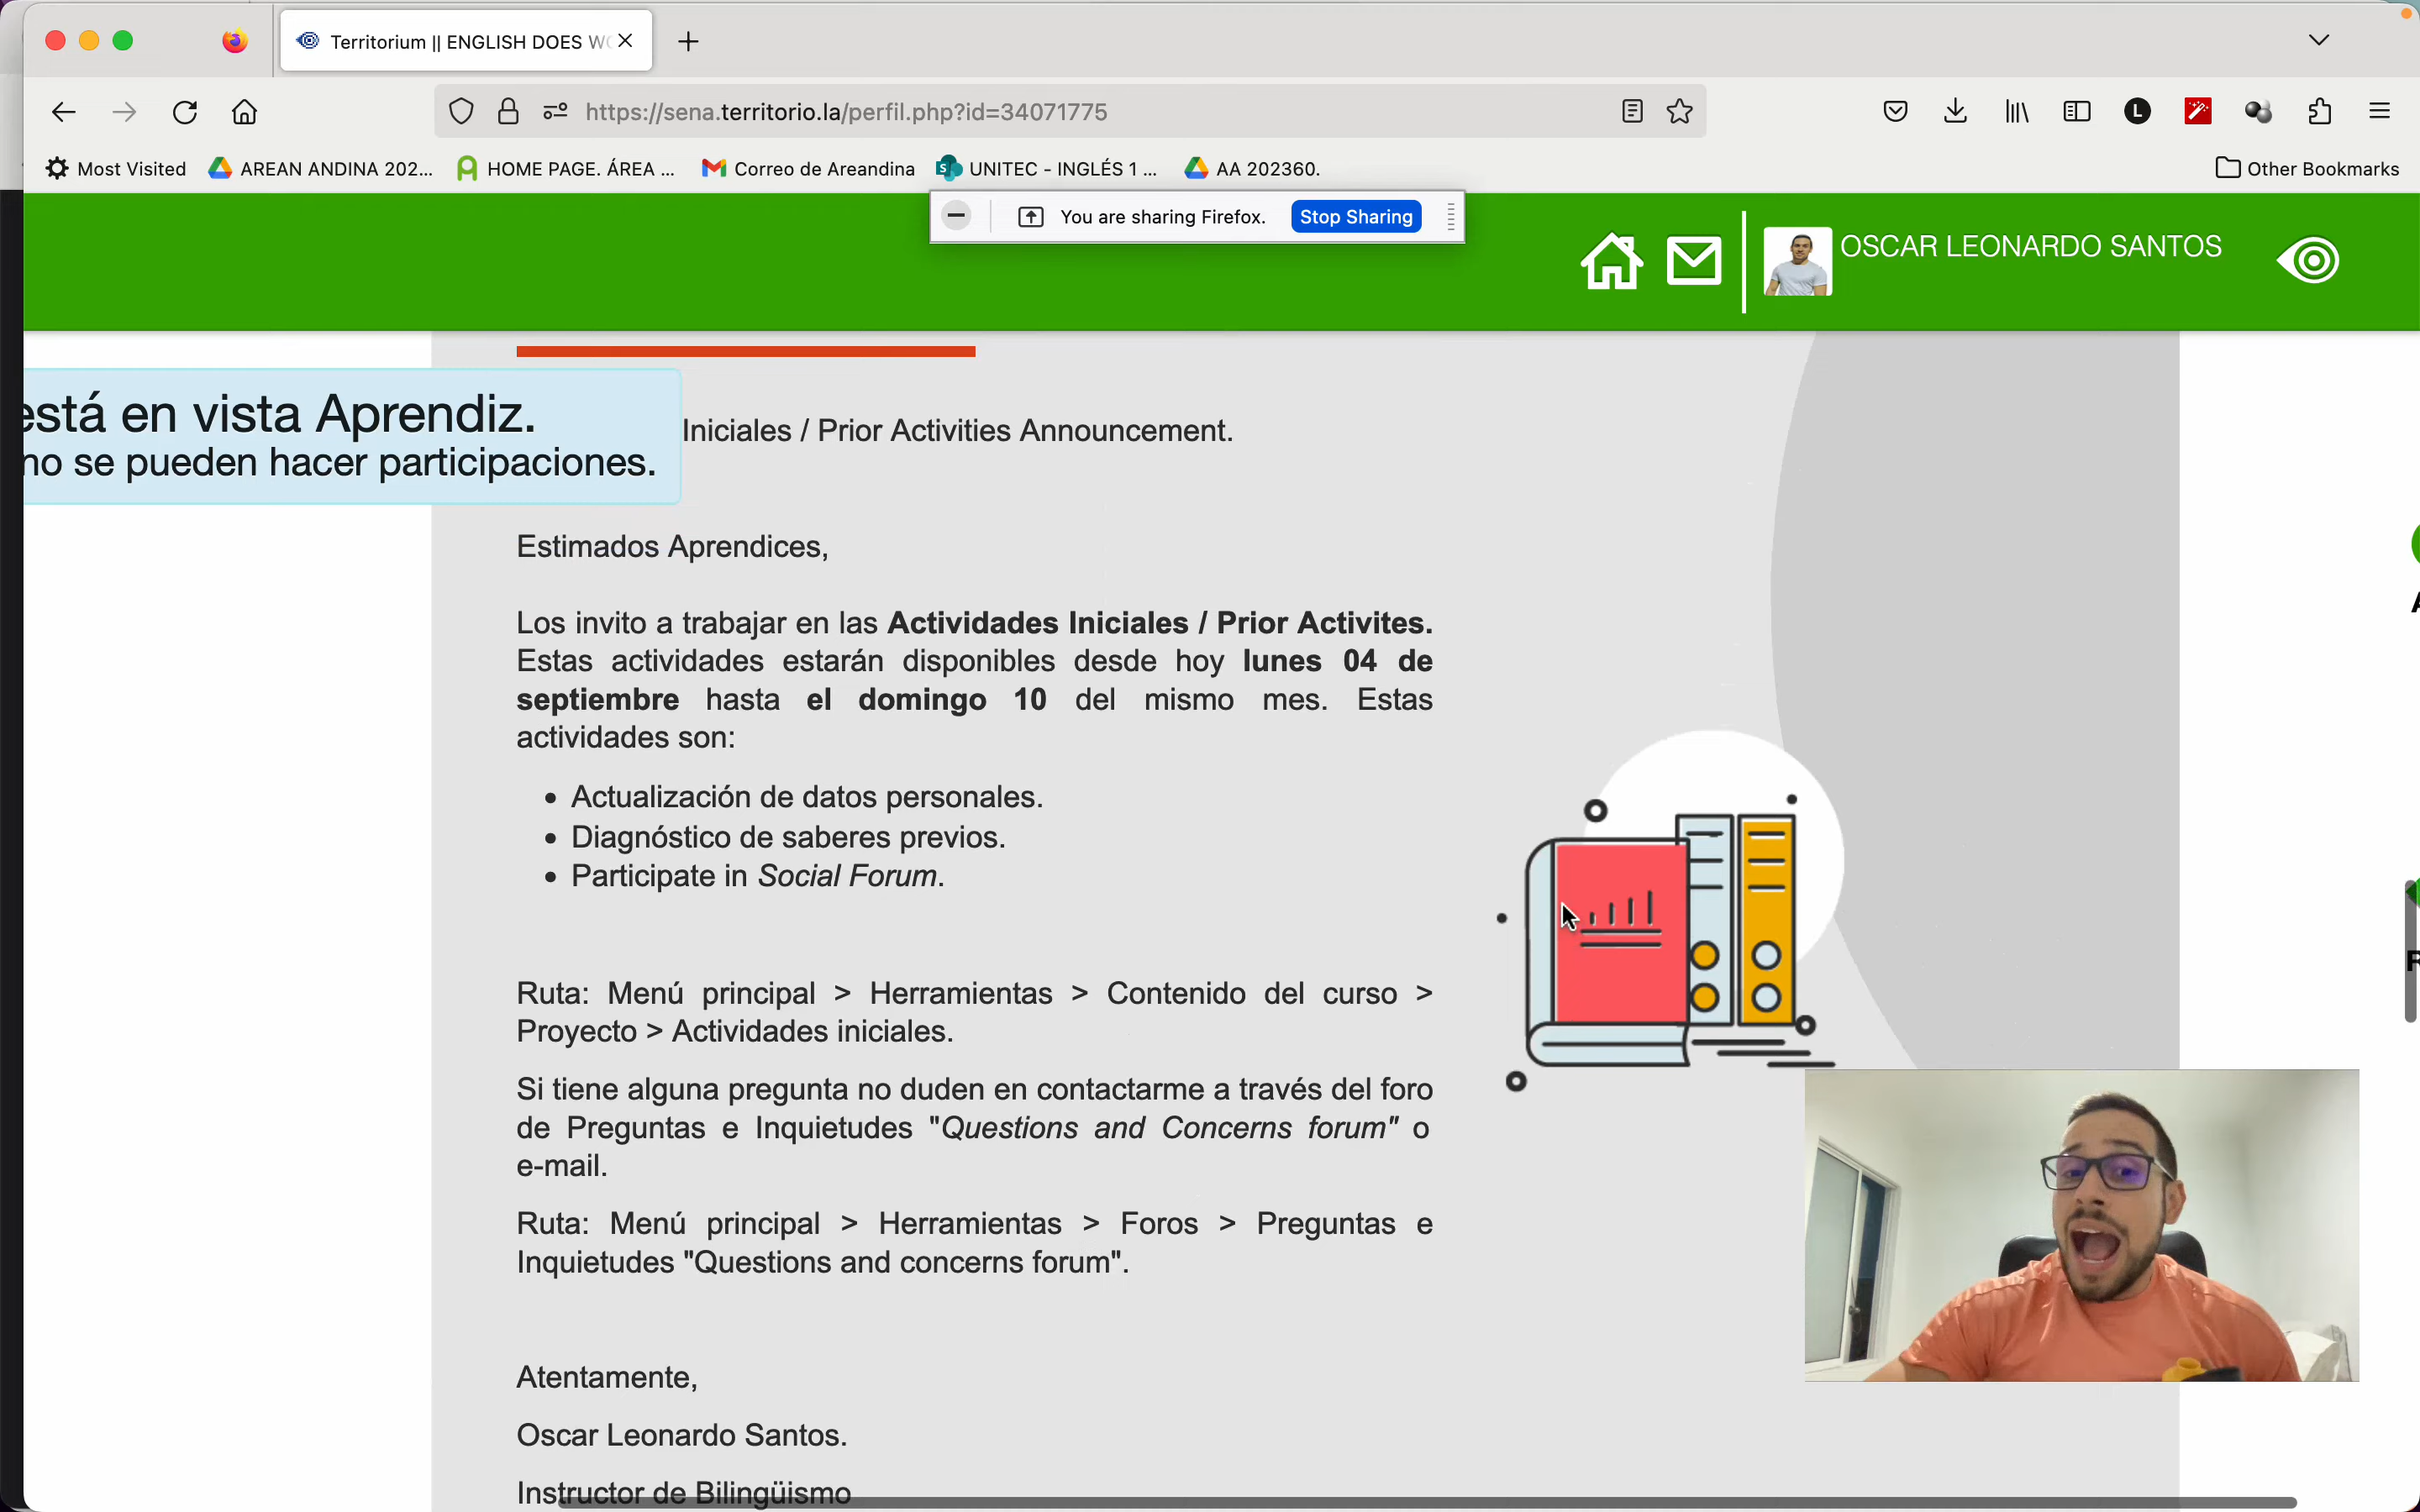 Territorium || ENGLISH DOES WO
https://sena.territorio.la/perfil.php?id=34071775
L
Most Visited
AREAN ANDINA 202...
HOME PAGE. ÁREA ...
Correo de Areandina
UNITEC - INGLÉS 1 ...
AA 202360.
Other Bookmarks
You are sharing Firefox.
Stop Sharing
OSCAR LEONARDO SANTOS
está en vista Aprendiz.
no se pueden hacer participaciones.
Iniciales / Prior Activities Announcement.
Estimados Aprendices,
Los invito a trabajar en las Actividades Iniciales / Prior Activites.
Estas actividades estarán disponibles desde hoy lunes 04 de
septiembre hasta el domingo 10 del mismo mes. Estas
actividades son:
• Actualización de datos personales.
• Diagnóstico de saberes previos.
• Participate in Social Forum.
Ruta: Menú principal > Herramientas > Contenido del curso >
Proyecto > Actividades iniciales.
Si tiene alguna pregunta no duden en contactarme a través del foro
de Preguntas e Inquietudes "Questions and Concerns forum" o
e-mail.
Ruta: Menú principal > Herramientas > Foros > Preguntas e
Inquietudes "Questions and concerns forum".
Atentamente,
Oscar Leonardo Santos.
Instructor de Bilingüismo